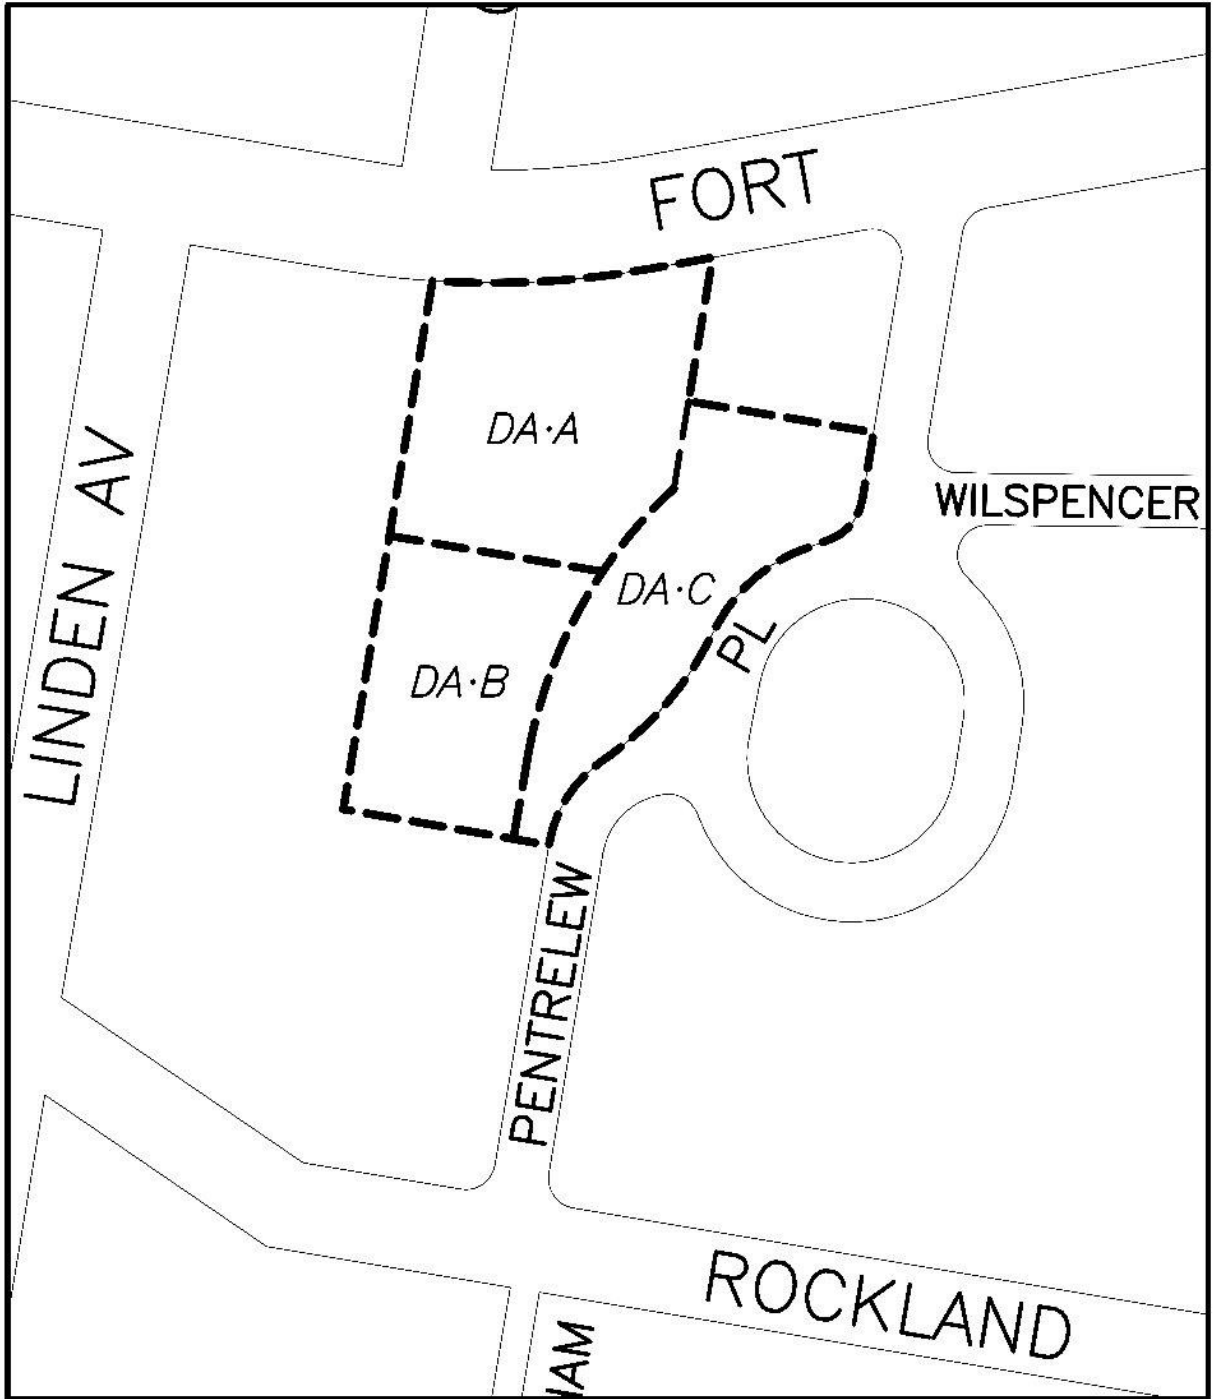 FORT
DA·A
LINDEN AV
WILSPENCER
DA·C
PL
DA·B
PENTRELEW
ROCKLAND